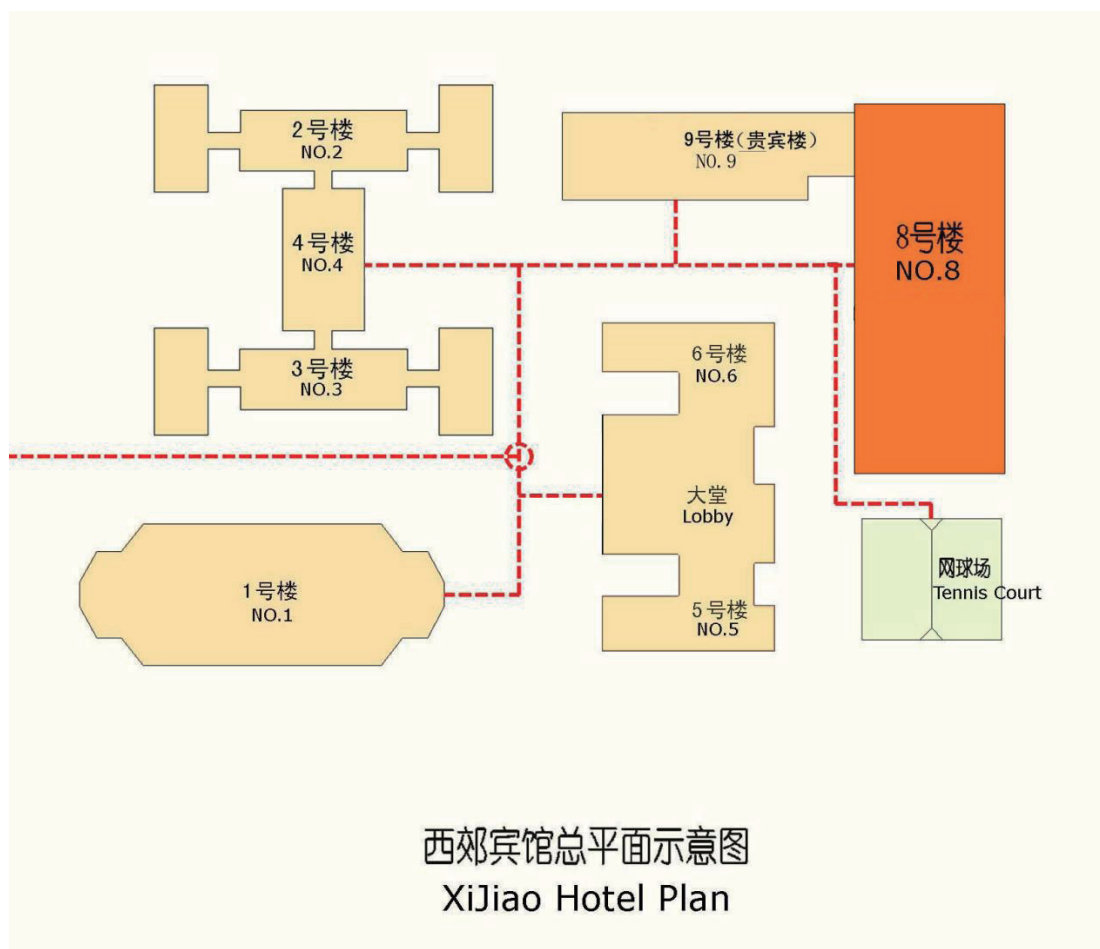 2号楼
NO.2
9号楼(贵宾楼)
NO.9
4号楼
NO.4
8号楼
NO.8
3号楼
NO.3
6号楼
NO.6
大堂
Lobby
网球场
Tennis Court
1号楼
NO.1
5号楼
NO.5
西郊宾馆总平面示意图
XiJiao Hotel Plan